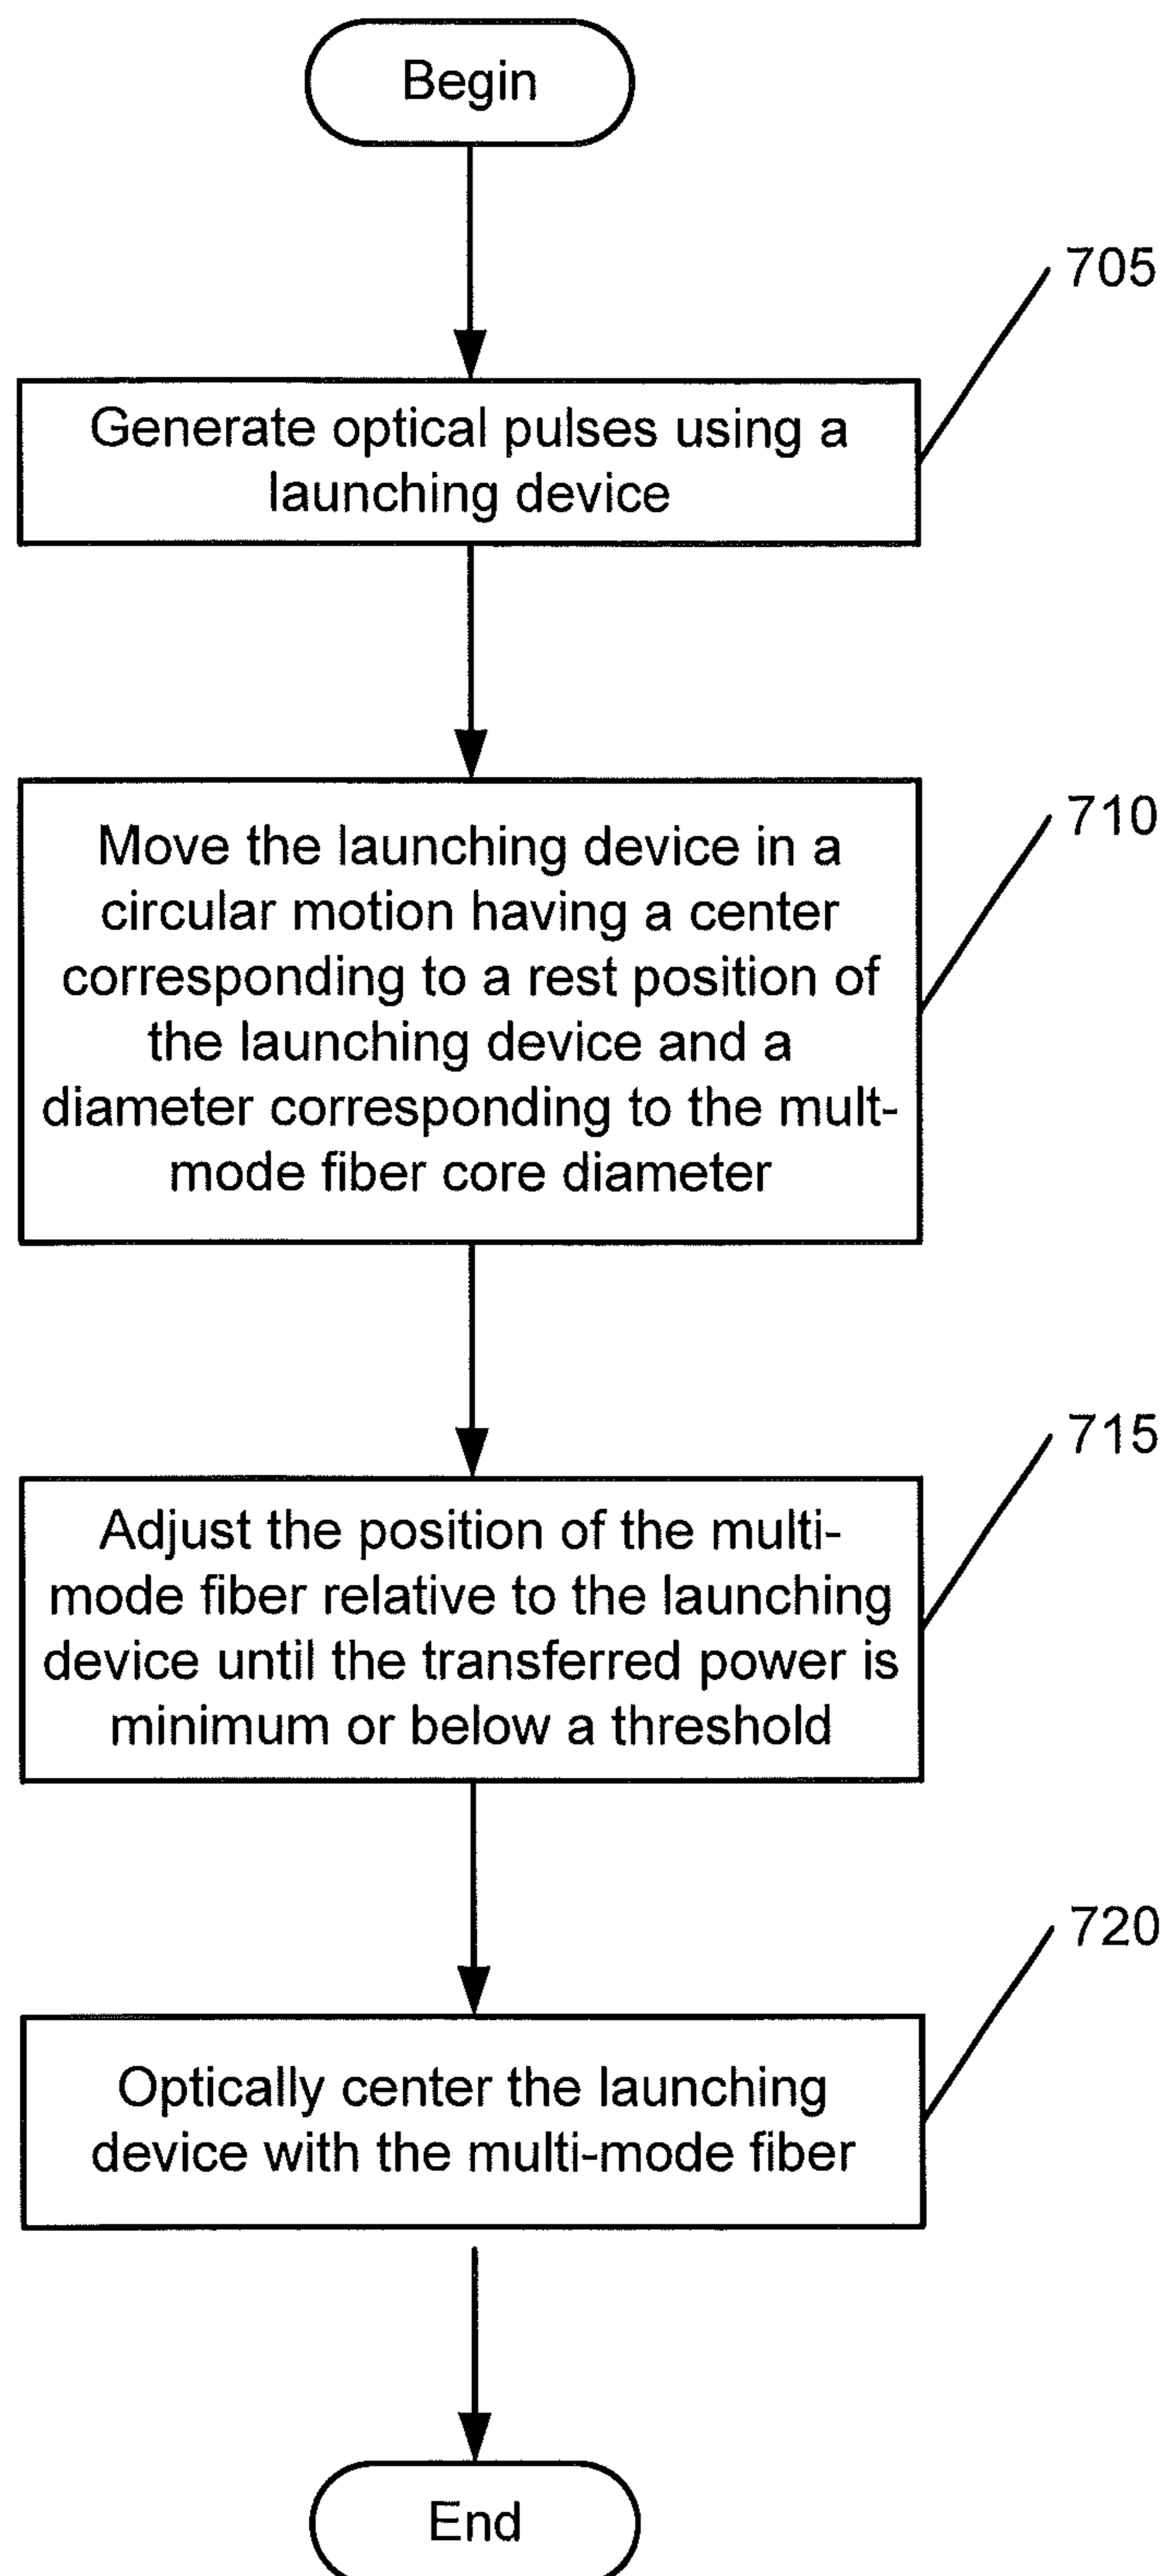 Begin
705
Generate optical pulses using a
launching device
710
Move the launching device in a
circular motion having a center
corresponding to a rest position of
the launching device and a
diameter corresponding to the mult-
mode fiber core diameter
715
Adjust the position of the multi-
mode fiber relative to the launching
device until the transferred power is
minimum or below a threshold
720
Optically center the launching
device with the multi-mode fiber
End